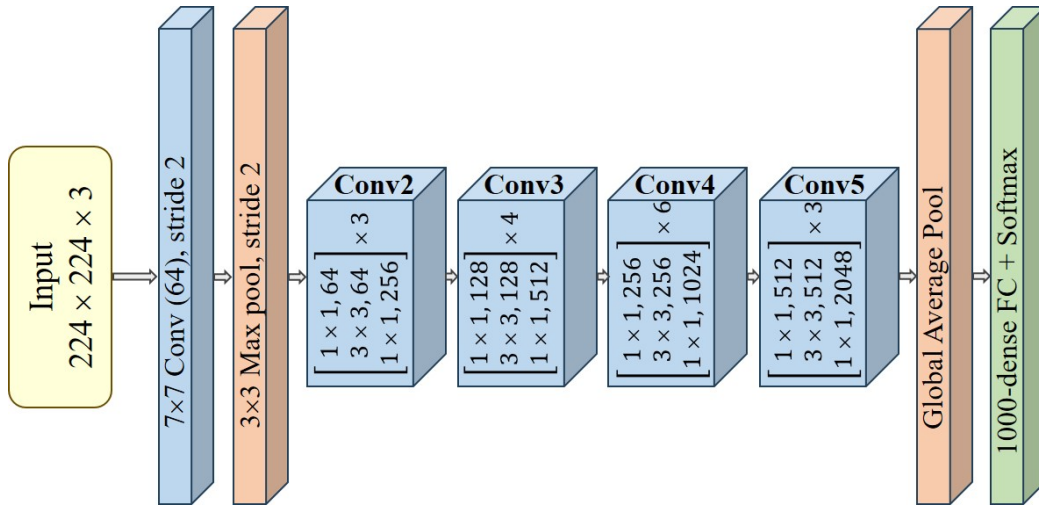 Input
224 × 224 × 3
7×7 Conv (64), stride 2
3×3 Max pool, stride 2
Conv2
[1 × 1, 64
3 × 3, 64
1 × 1, 256] × 3
Conv3
[1 × 1, 128
3 × 3, 128
1 × 1, 512] × 4
Conv4
[1 × 1, 256
3 × 3, 256
1 × 1, 1024] × 6
Conv5
[1 × 1, 512
3 × 3, 512
1 × 1, 2048] × 3
Global Average Pool
1000-dense FC + Softmax